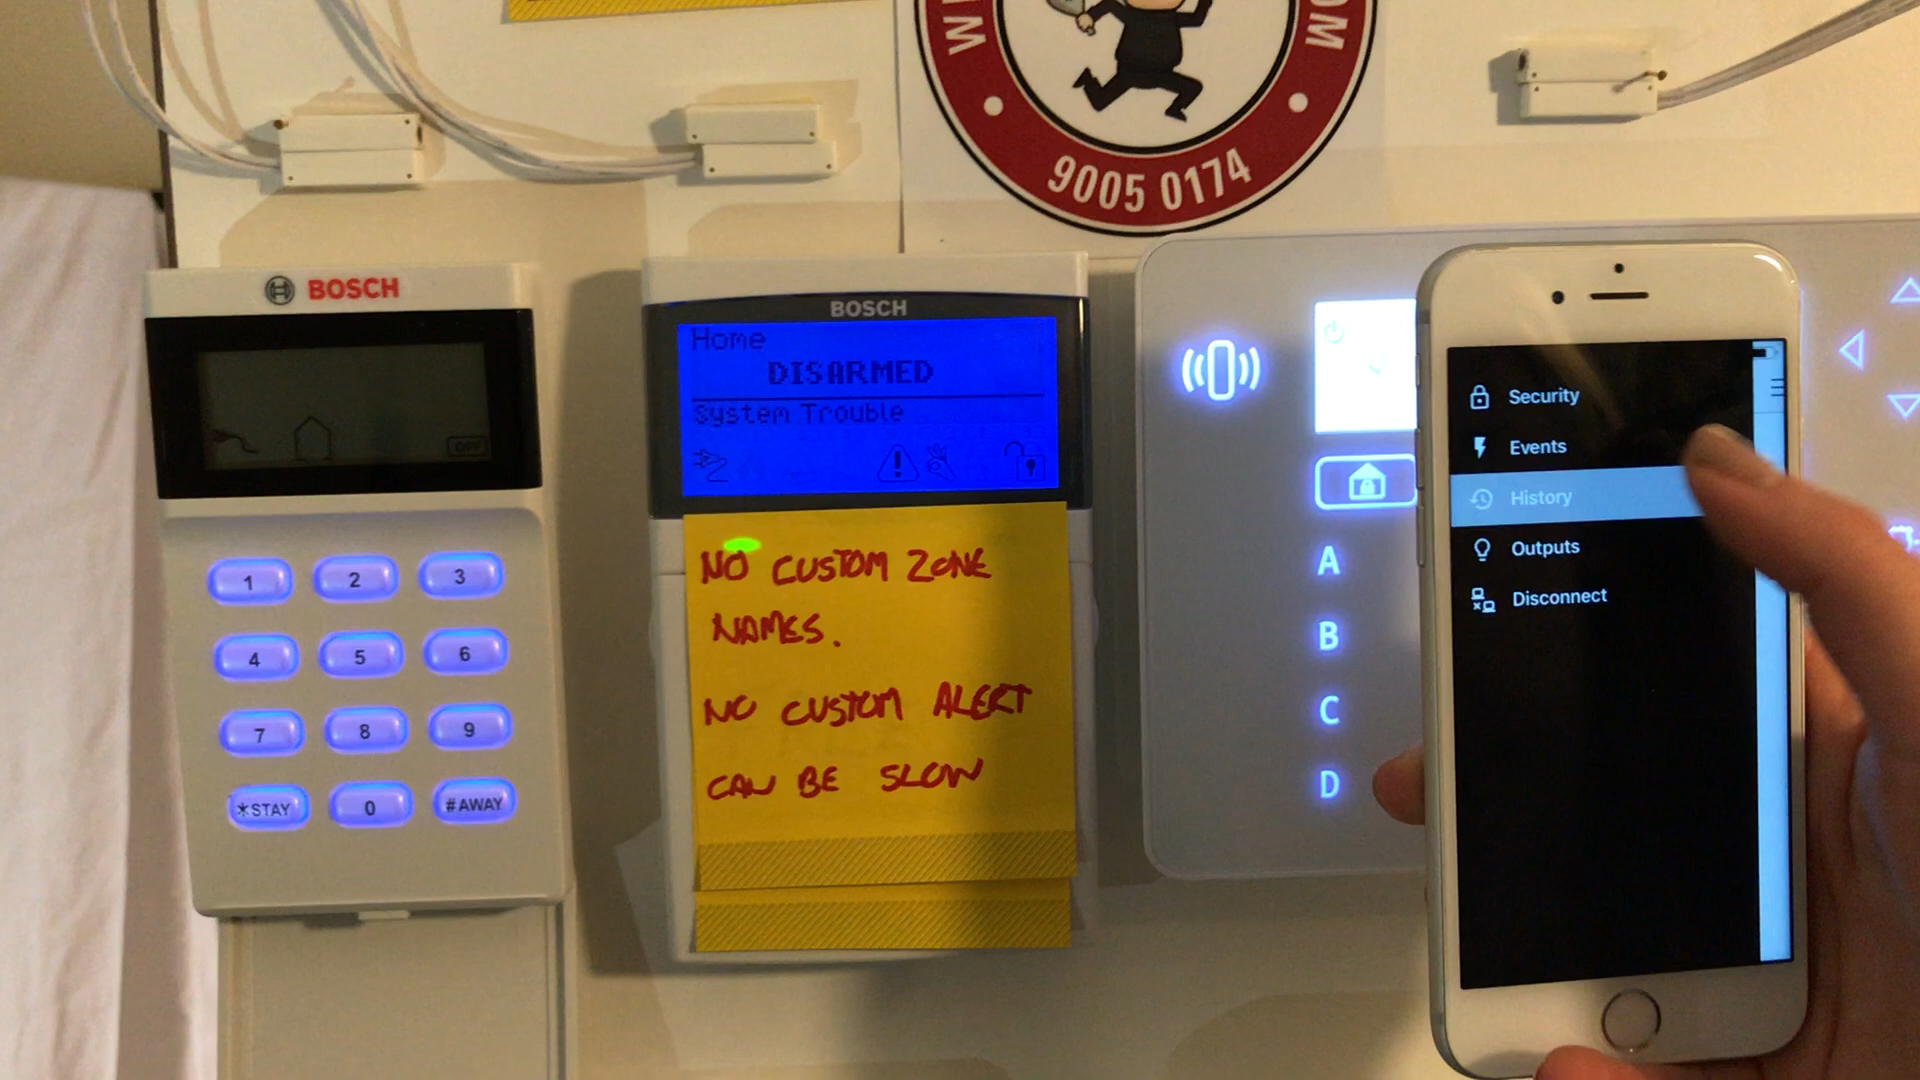 9005 0174
BOSCH
OFF
1 2 3
4 5 6
7 8 9
*STAY 0 #AWAY
BOSCH
Home
DISARMED
System Trouble
NO CUSTOM ZONE
NAMES.
NO CUSTOM ALERT
CAN BE SLOW
A
B
C
D
Security
Events
History
Outputs
Disconnect